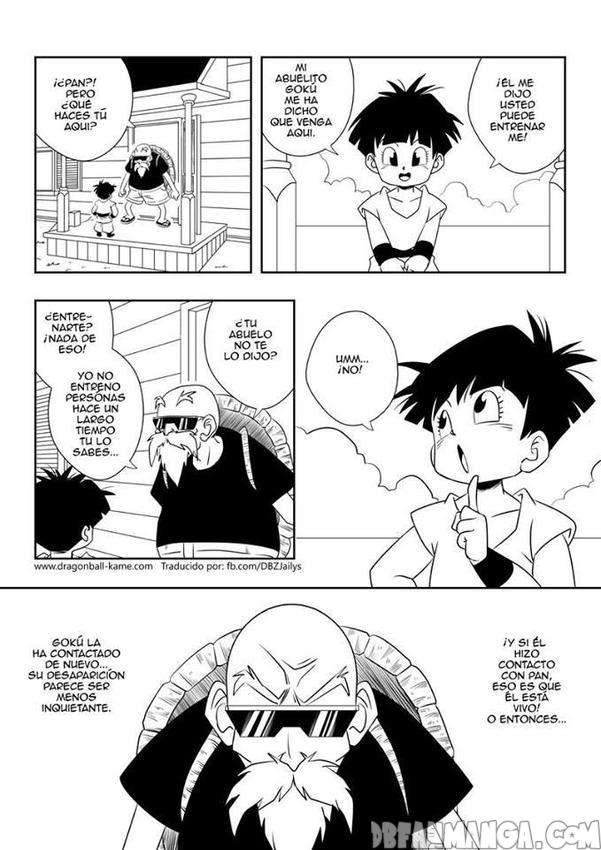 ¡¿PAN?!
PERO
¿QUÉ
HACES TÚ
AQUI?
MI
ABUELITO
GOKÚ
ME HA
DICHO
QUE VENGA
AQUI.
¡ÉL ME
DIJO
USTED
PUEDE
ENTRENAR
ME!
¿ENTRE-
NARTE?
¡NADA DE
ESO!
YO NO
ENTRENO
PERSONAS
HACE UN
LARGO
TIEMPO
TU LO
SABES...
¿TU
ABUELO
NO TE
LO DIJO?
UMM...
¡NO!
www.dragonball-kame.com Traducido por: fb.com/DBZJailys
GOKÚ LA
HA CONTACTADO
DE NUEVO...
SU DESAPARICIÓN
PARECE SER
MENOS
INQUIETANTE.
¡Y SI ÉL
HIZO
CONTACTO
CON PAN,
ESO ES QUE
ÉL ESTÁ
VIVO!
O ENTONCES...
DBFANMANGA.COM